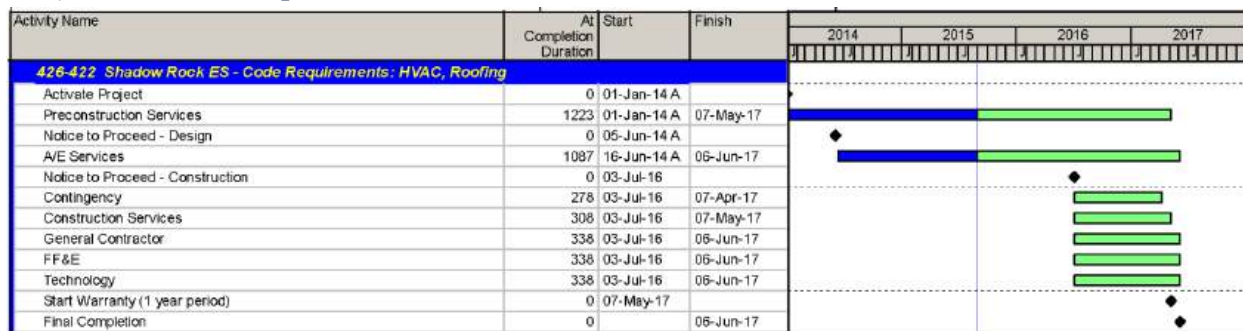 Activity Name At Start Finish
Completion
Duration
2014 2015 2016 2017
J J J J J J J
426-422 Shadow Rock ES - Code Requirements: HVAC, Roofing
Activate Project 0 01-Jan-14 A
Preconstruction Services 1223 01-Jan-14 A 07-May-17
Notice to Proceed - Design 0 05-Jun-14 A
A/E Services 1087 16-Jun-14 A 06-Jun-17
Notice to Proceed - Construction 0 03-Jul-16
Contingency 278 03-Jul-16 07-Apr-17
Construction Services 308 03-Jul-16 07-May-17
General Contractor 338 03-Jul-16 06-Jun-17
FF&E 338 03-Jul-16 06-Jun-17
Technology 338 03-Jul-16 06-Jun-17
Start Warranty (1 year period) 0 07-May-17
Final Completion 0 06-Jun-17